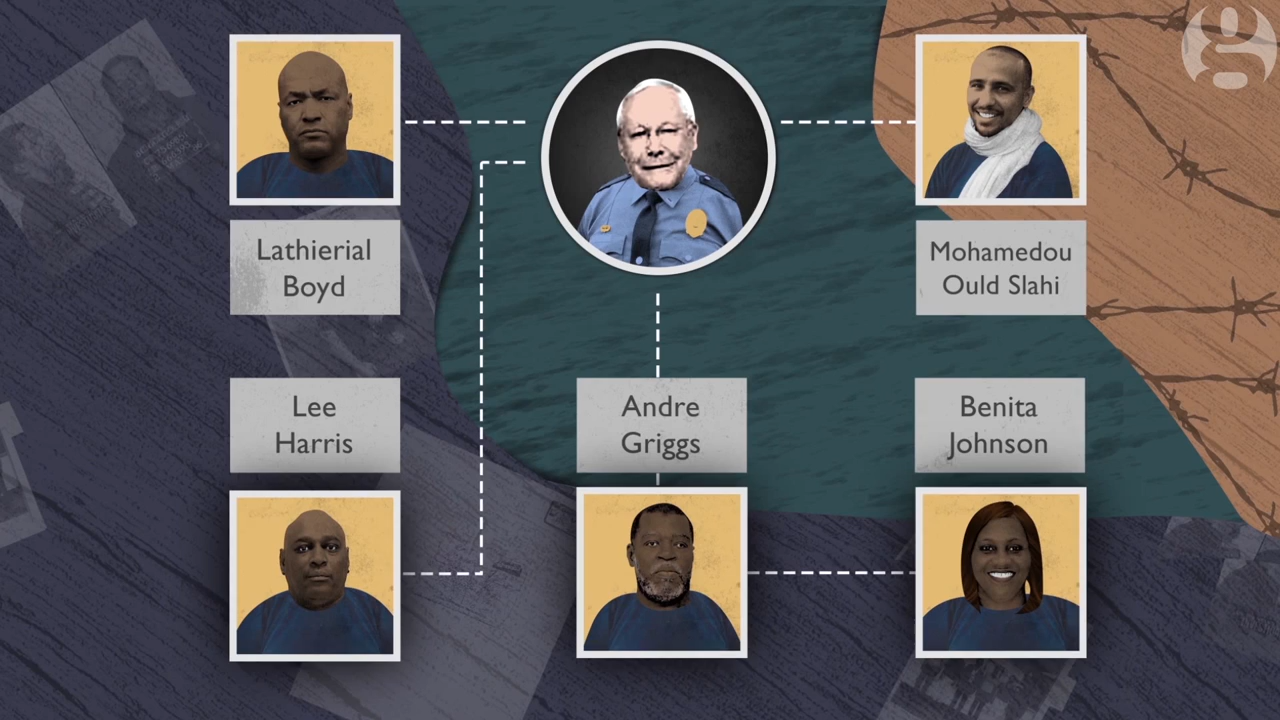 Lathierial
Boyd
Mohamedou
Ould Slahi
Lee
Harris
Andre
Griggs
Benita
Johnson